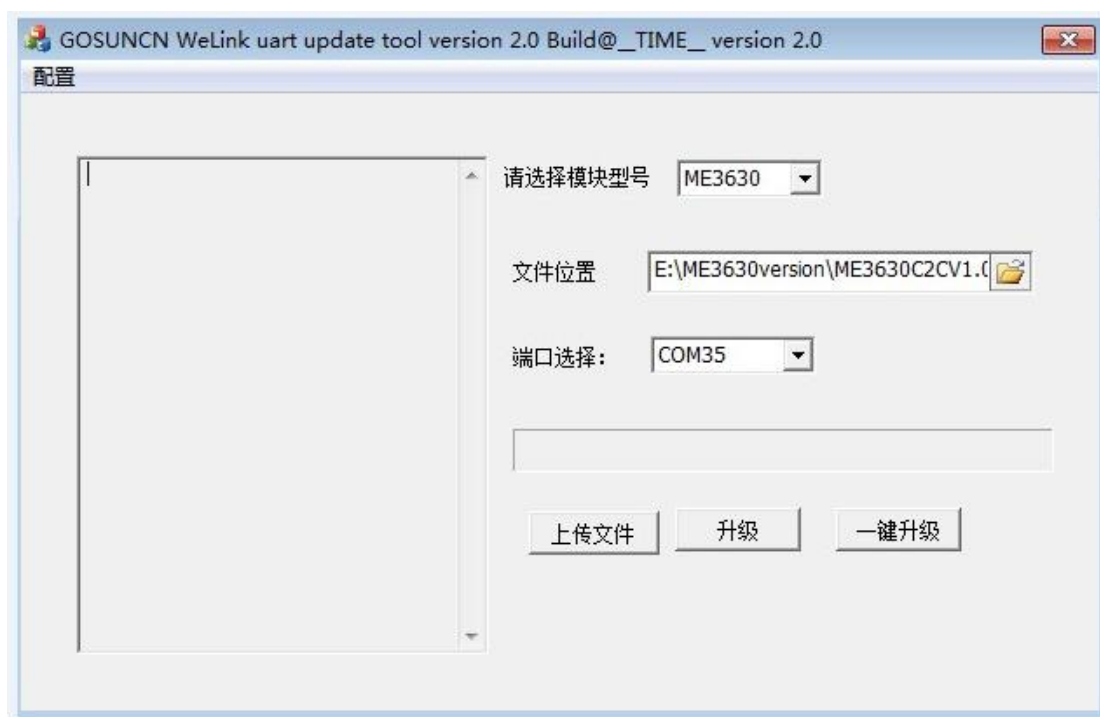 GOSUNCN WeLink uart update tool version 2.0 Build@__TIME__ version 2.0
配置
请选择模块型号 ME3630
文件位置 E:\ME3630version\ME3630C2CV1.0
端口选择: COM35
上传文件 升级 一键升级